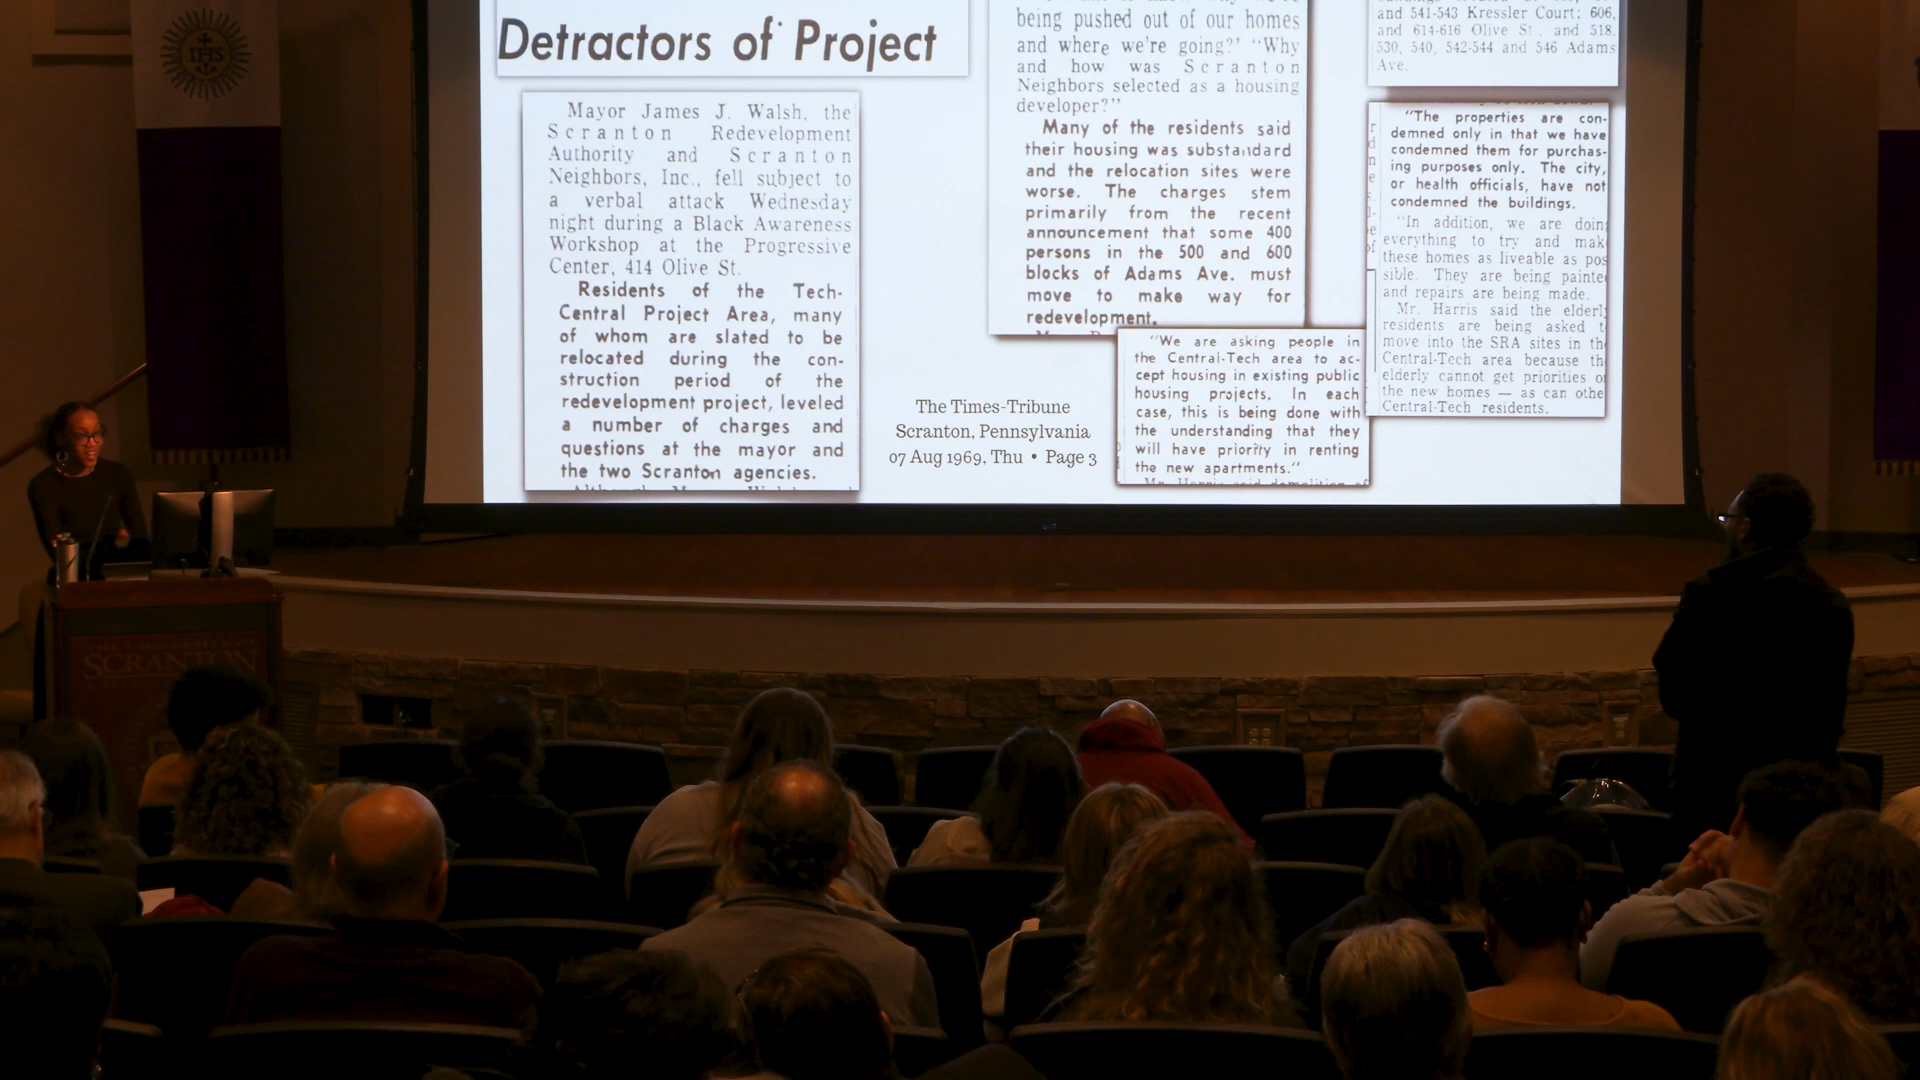 Detractors of Project
Mayor James J. Walsh, the
Scranton Redevelopment
Authority and Scranton
Neighbors, Inc., fell subject to
a verbal attack Wednesday
night during a Black Awareness
Workshop at the Progressive
Center, 414 Olive St.
Residents of the Tech-
Central Project Area, many
of whom are slated to be
relocated during the con-
struction period of the
redevelopment project, leveled
a number of charges and
questions at the mayor and
the two Scranton agencies.
being pushed out of our homes
and where we're going?' "Why
and how was Scranton
Neighbors selected as a housing
developer?"
Many of the residents said
their housing was substandard
and the relocation sites were
worse. The charges stem
primarily from the recent
announcement that some 400
persons in the 500 and 600
blocks of Adams Ave. must
move to make way for
redevelopment.
The Times-Tribune
Scranton, Pennsylvania
07 Aug 1969, Thu • Page 3
"We are asking people in
the Central-Tech area to ac-
cept housing in existing public
housing projects. In each
case, this is being done with
the understanding that they
will have priority in renting
the new apartments."
Mr. Harris said demolition of
and 541-543 Kressler Court; 606,
and 614-616 Olive St., and 518,
530, 540, 542-544 and 546 Adams
Ave.
"The properties are con-
demned only in that we have
condemned them for purchas-
ing purposes only. The city,
or health officials, have not
condemned the buildings.
"In addition, we are doin
everything to try and mak
these homes as liveable as pos
sible. They are being painte
and repairs are being made.
Mr. Harris said the elderl
residents are being asked t
move into the SRA sites in th
Central-Tech area because th
elderly cannot get priorities o
the new homes — as can othe
Central-Tech residents.
IHS
THE UNIVERSITY OF
SCRANTON